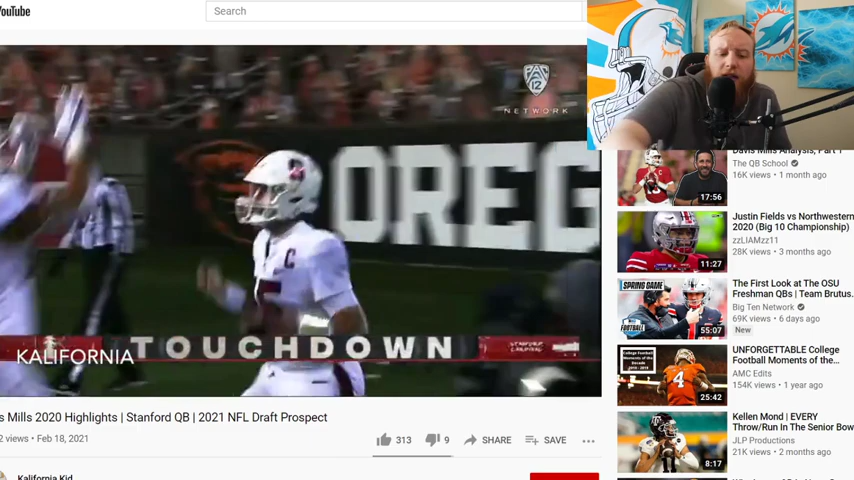 YouTube
Search
PAC
12
NETWORK
OREG
C
TOUCHDOWN
KALIFORNIA
s Mills 2020 Highlights | Stanford QB | 2021 NFL Draft Prospect
2 views • Feb 18, 2021
313
9
SHARE
SAVE
Kalifornia Kid
Davis Mills Analysis, Part 1
The QB School
16K views • 1 month ago
17:56
Justin Fields vs Northwestern
2020 (Big 10 Championship)
zzLIAMzz11
28K views • 3 months ago
11:27
SPRING GAME
FOOTBALL
The First Look at The OSU
Freshman QBs | Team Brutus...
Big Ten Network
69K views • 6 days ago
New
55:07
UNFORGETTABLE College
Football Moments of the...
AMC Edits
154K views • 1 year ago
4
25:42
Kellen Mond | EVERY
Throw/Run In The Senior Bow
JLP Productions
21K views • 2 months ago
11
8:17